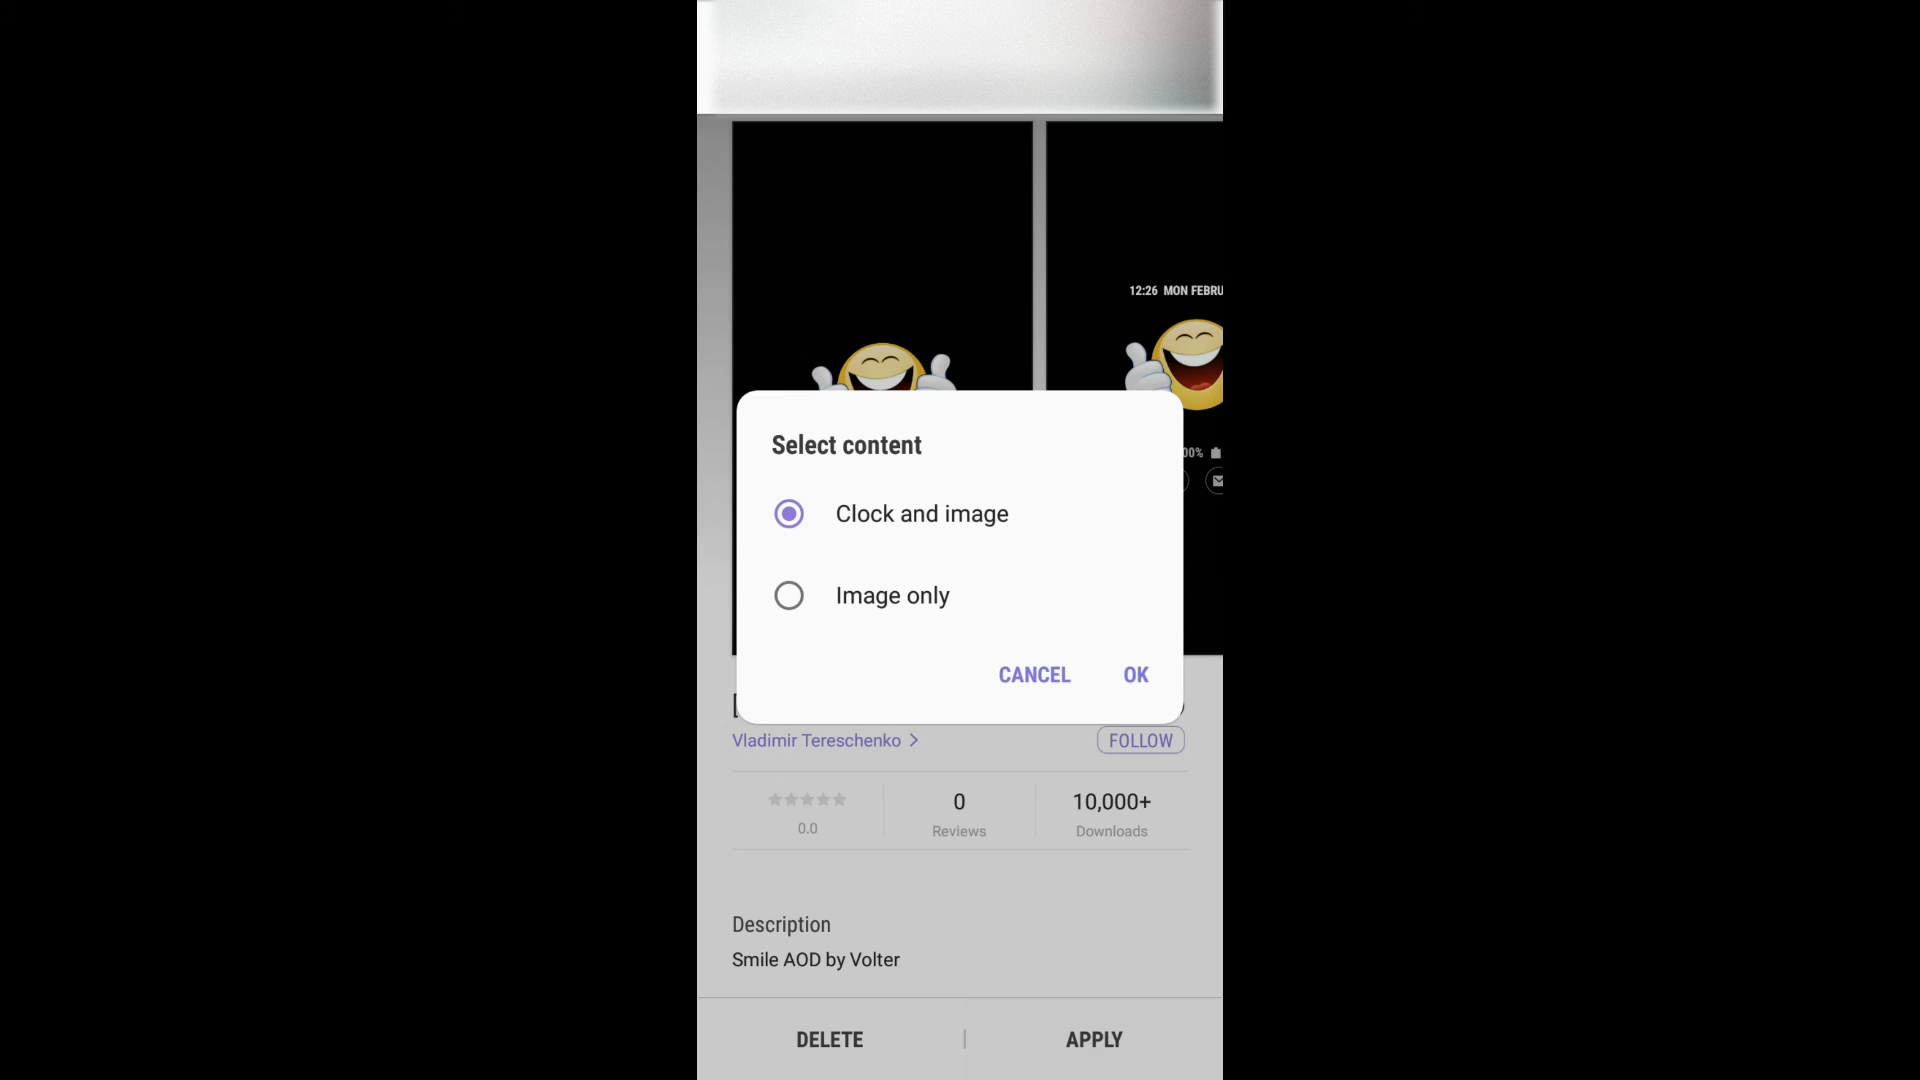 12:26 MON FEBRU
00%
Select content
Clock and image
Image only
CANCEL OK
Vladimir Tereschenko >
FOLLOW
0.0
0
Reviews
10,000+
Downloads
Description
Smile AOD by Volter
DELETE | APPLY